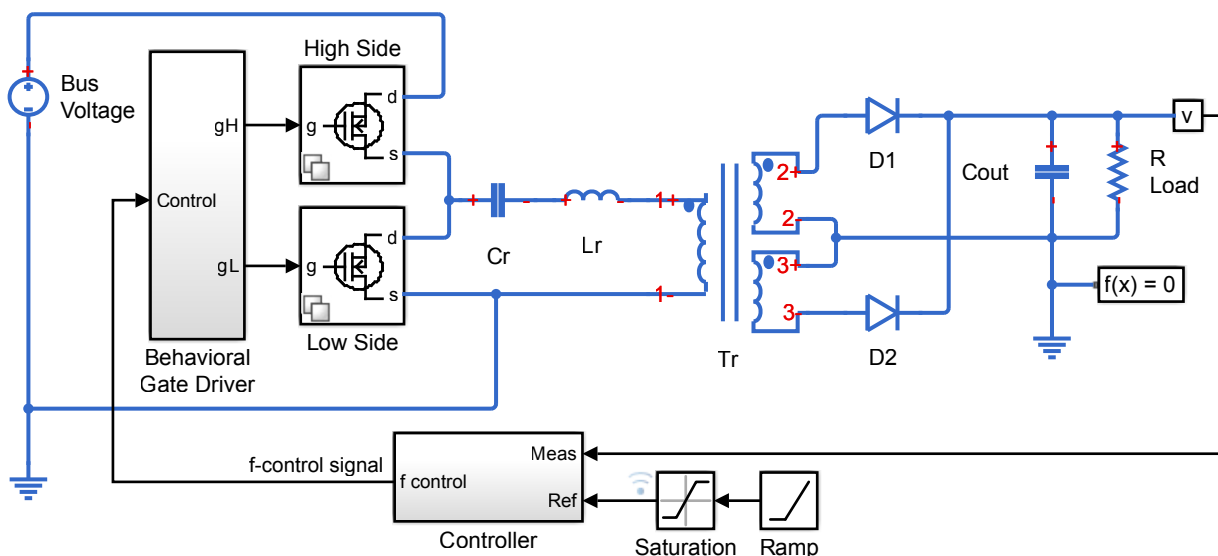 Bus
Voltage
+
+
-
-
High Side
gH
g
d
s
Control
gL
g
d
s
Low Side
Behavioral
Gate Driver
+
-
Cr
+
-
Lr
1+
1-
Tr
2+
2-
3+
3-
D1
D2
Cout
+
-
+
-
R
Load
v
f(x) = 0
f-control signal
f control
Meas
Ref
Controller
Saturation
Ramp